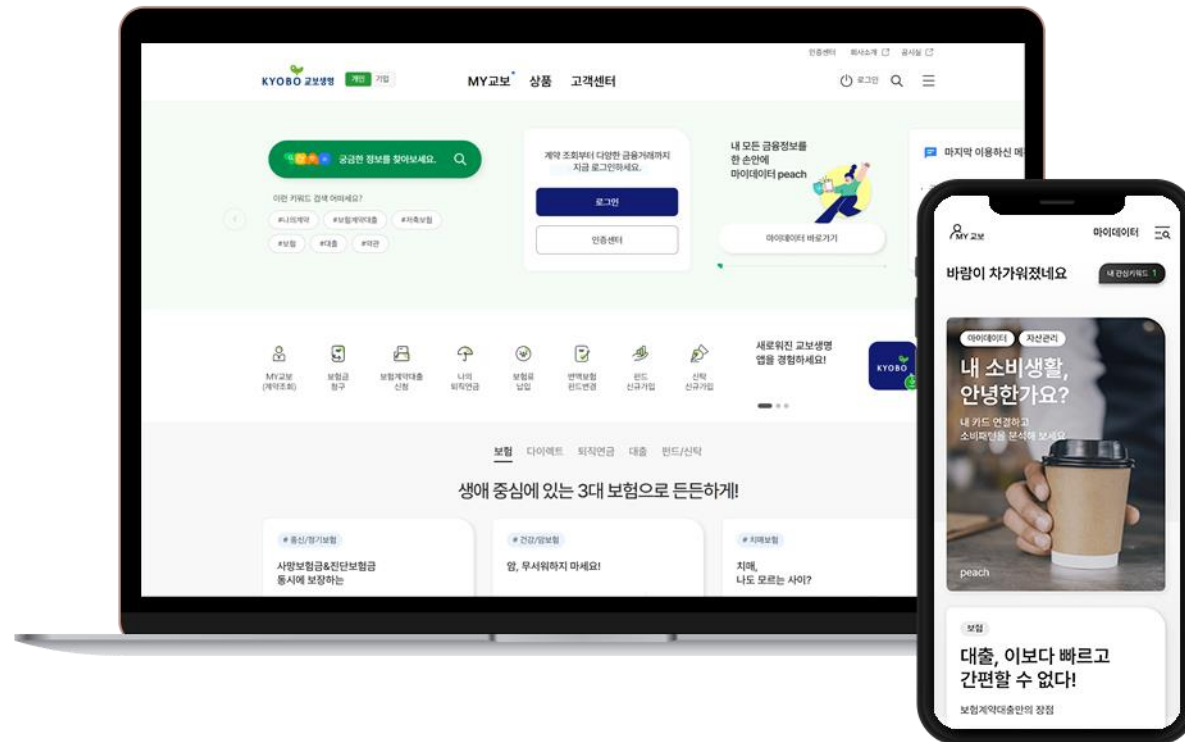 인증센터 회사소개 공시실
KYOBO 교보생명 개인 기업
MY교보 상품 고객센터
로그인
궁금한 정보를 찾아보세요.
이런 키워드 검색 어떠세요?
#나의계약 #보험계약대출 #저축보험
#보험 #대출 #약관
계약 조회부터 다양한 금융거래까지
지금 로그인하세요.
로그인
인증센터
내 모든 금융정보를
한 손안에
마이데이터 peach
마이데이터 바로가기
마지막 이용하신 메
MY교보
(계약조회)
보험금
청구
보험계약대출
신청
나의
퇴직연금
보험료
납입
변액보험
펀드변경
펀드
신규가입
신탁
신규가입
새로워진 교보생명
앱을 경험하세요!
KYOBO
보험 다이렉트 퇴직연금 대출 펀드/신탁
생애 중심에 있는 3대 보험으로 든든하게!
# 종신/정기보험
사망보험금&진단보험금
동시에 보장하는
# 건강/암보험
암, 무서워하지 마세요!
# 치매보험
치매,
나도 모르는 사이?
MY 교보 마이데이터
바람이 차가워졌네요 내 관심키워드 1
마이데이터 자산관리
내 소비생활,
안녕한가요?
내 카드 연결하고
소비패턴을 분석해 보세요
peach
보험
대출, 이보다 빠르고
간편할 수 없다!
보험계약대출만의 장점